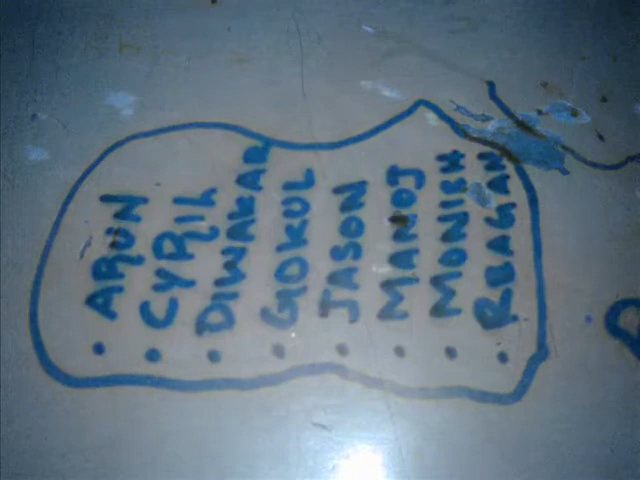 • ARUN
• CYRIL
• DIWAKAR
• GOKUL
• JASON
• MANOJ
• MONISH
• REAGAN